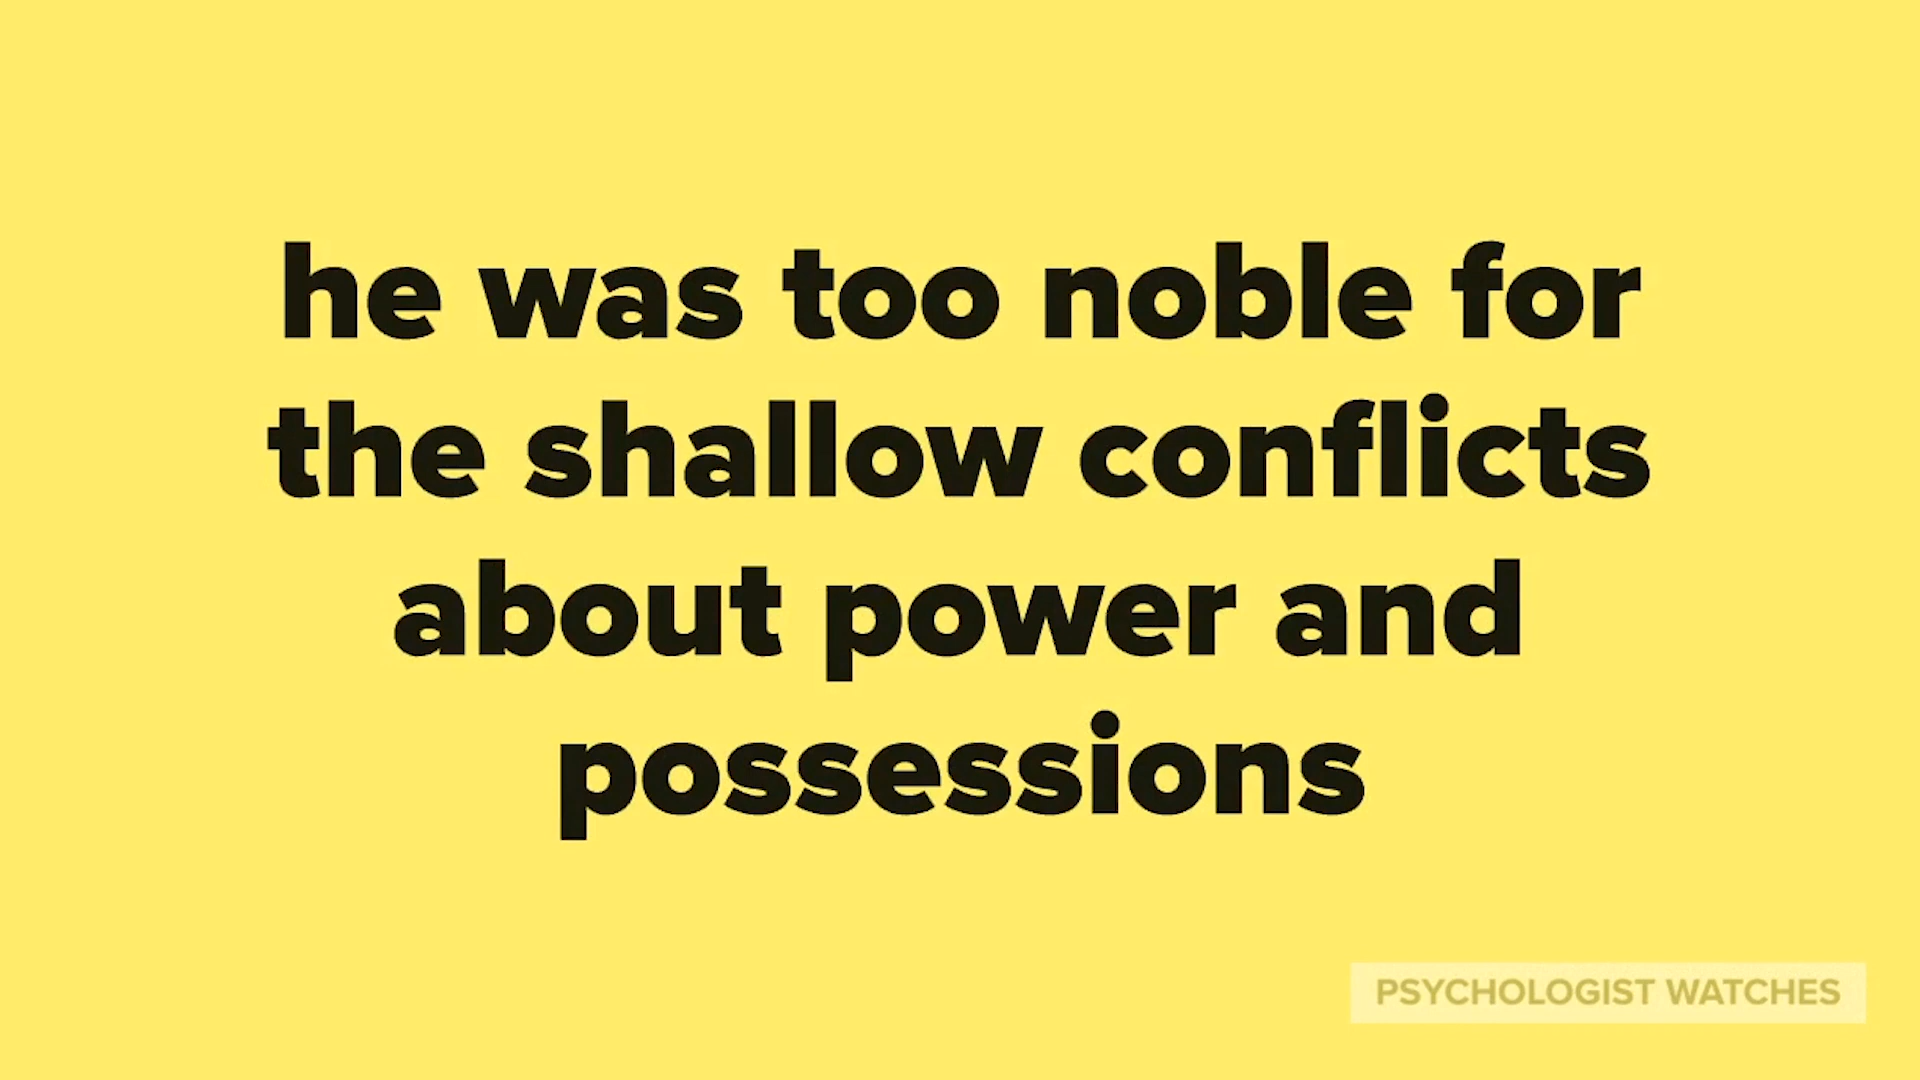 he was too noble for
the shallow conflicts
about power and
possessions
PSYCHOLOGIST WATCHES